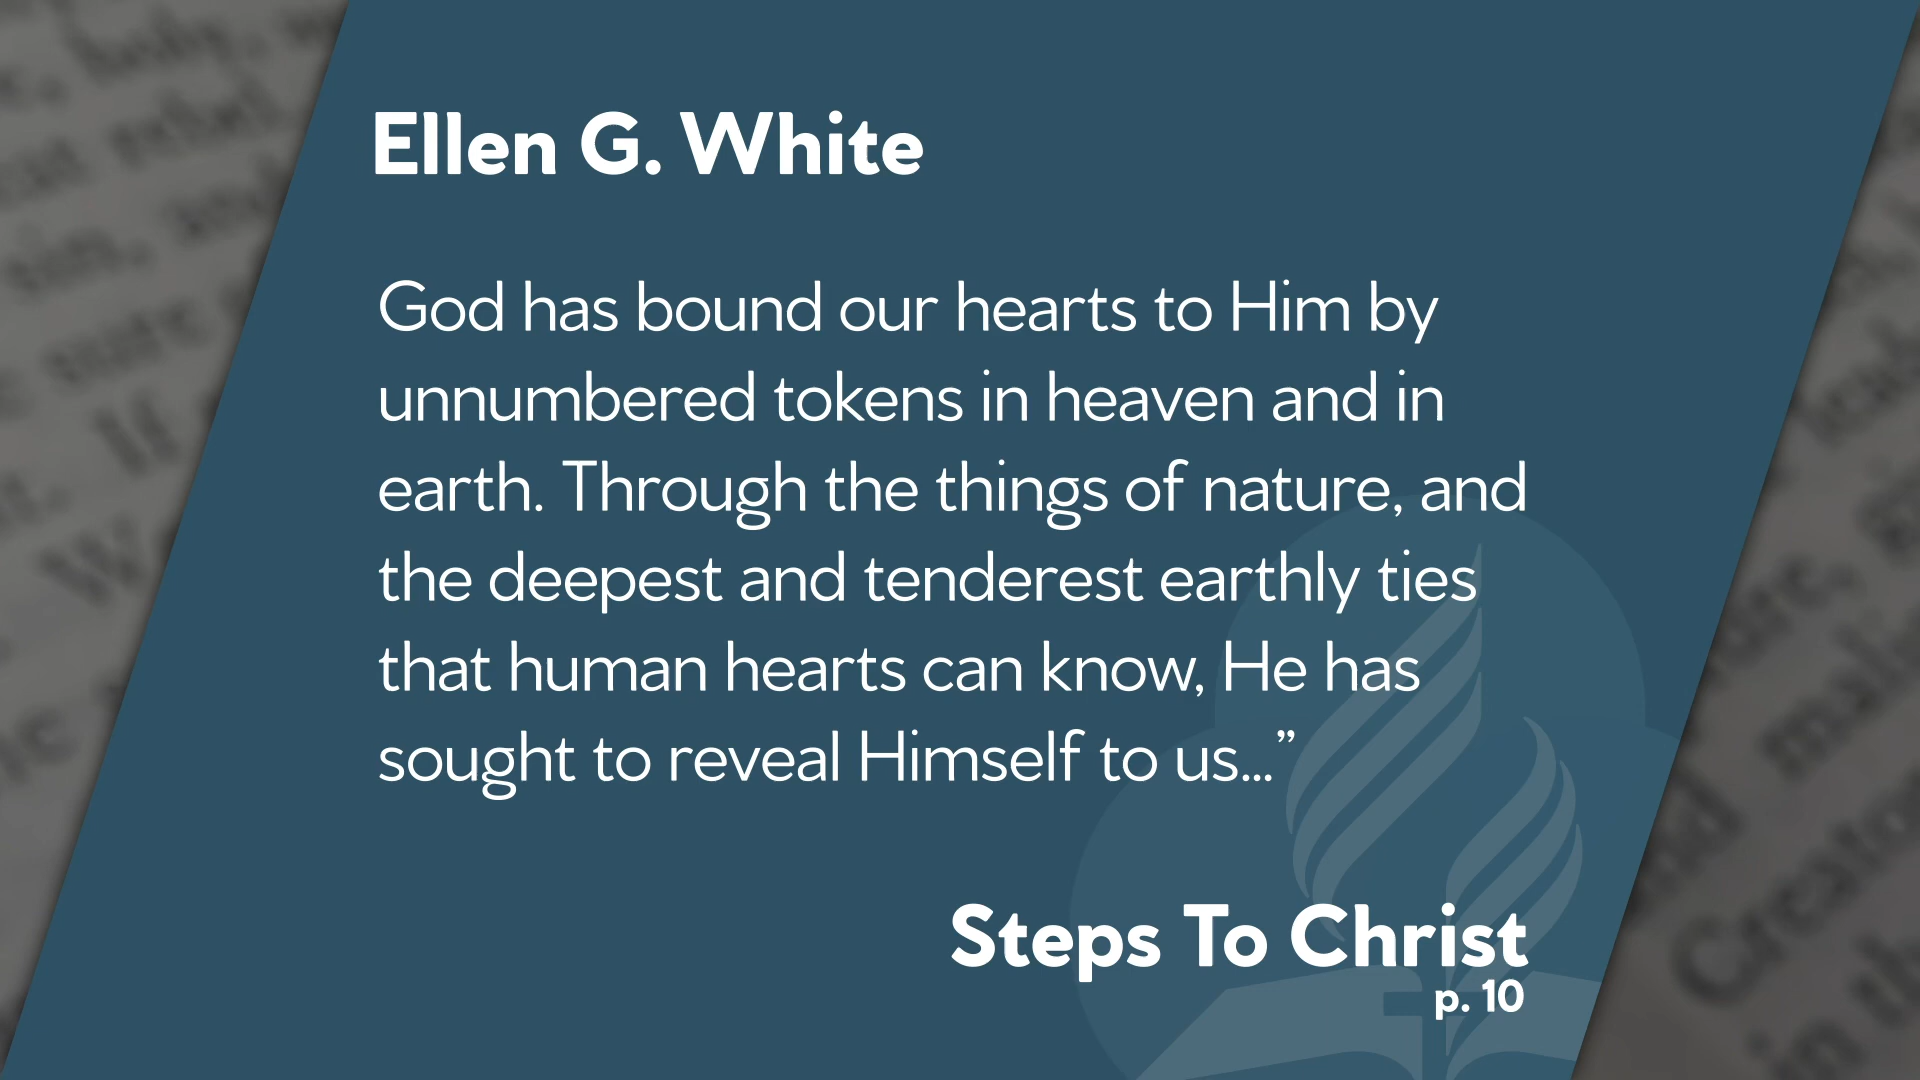 Ellen G. White
God has bound our hearts to Him by
unnumbered tokens in heaven and in
earth. Through the things of nature, and
the deepest and tenderest earthly ties
that human hearts can know, He has
sought to reveal Himself to us...”
Steps To Christ
p. 10